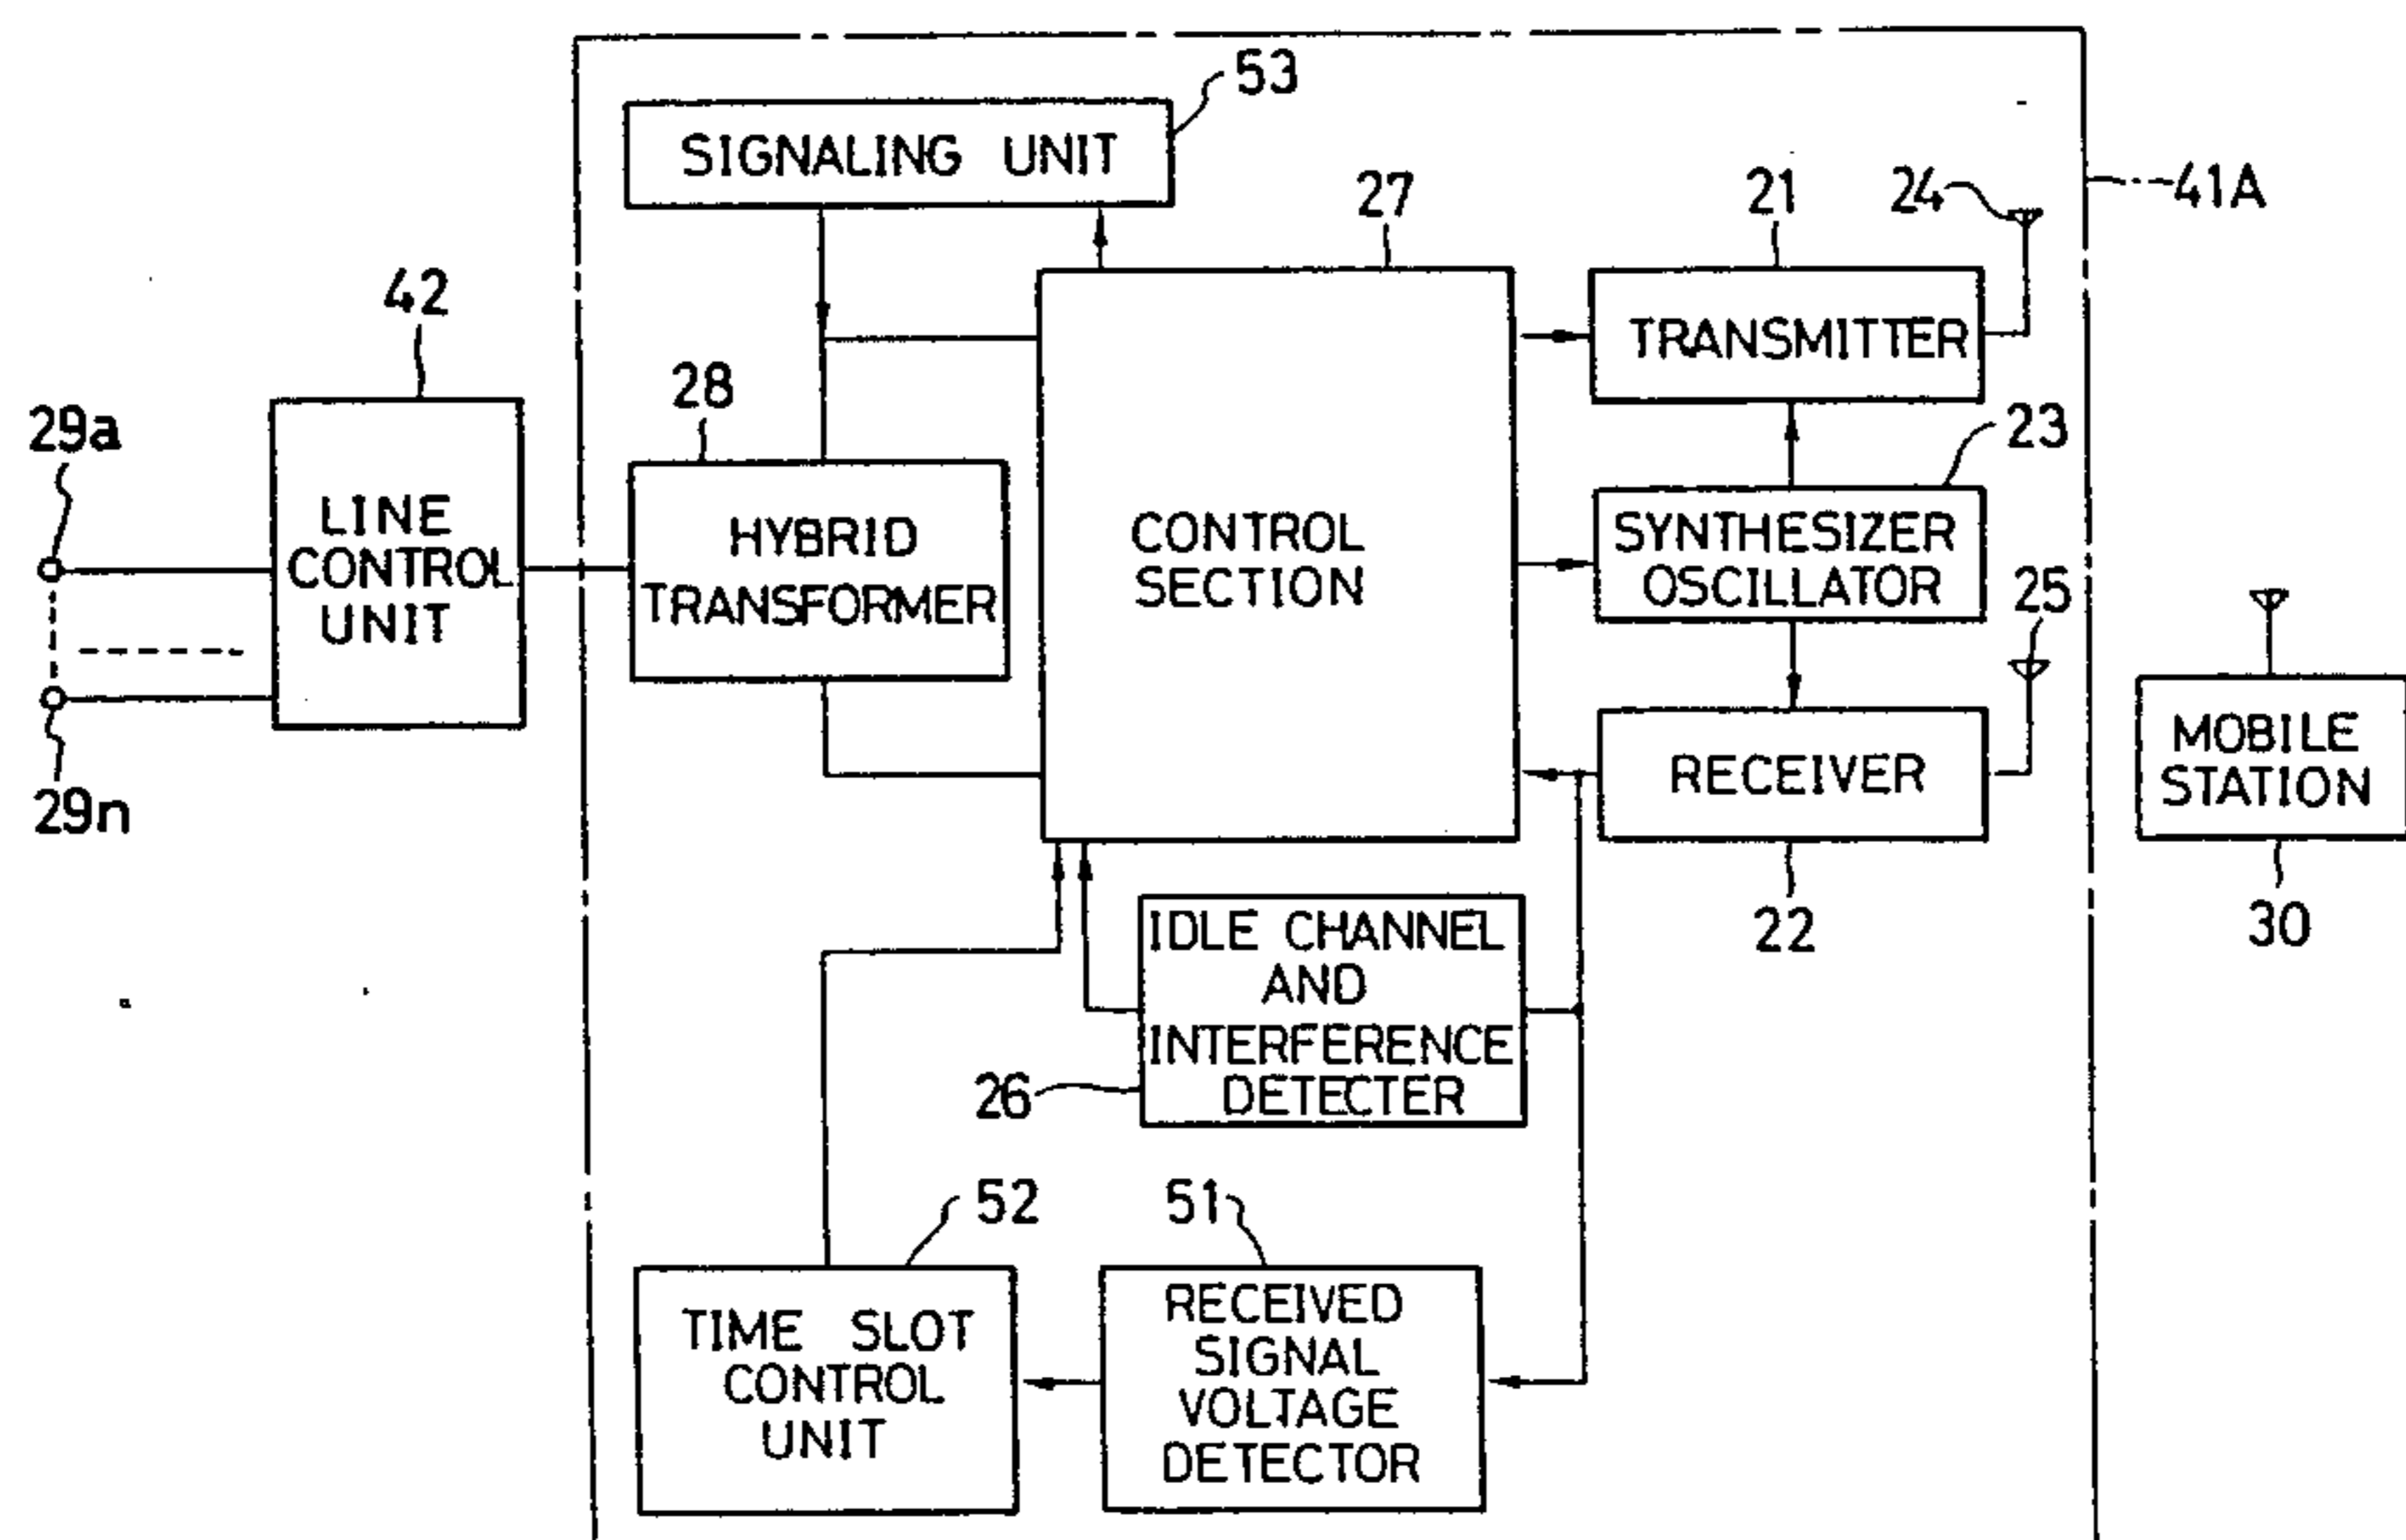 53
SIGNALING UNIT
27
21
24
41A
42
TRANSMITTER
28
29a
23
LINE
CONTROL
UNIT
HYBRID
TRANSFORMER
CONTROL
SECTION
SYNTHESIZER
OSCILLATOR
25
29n
RECEIVER
MOBILE
STATION
22
30
IDLE CHANNEL
AND
INTERFERENCE
DETECTER
26
52
51
TIME SLOT
CONTROL
UNIT
RECEIVED
SIGNAL
VOLTAGE
DETECTOR